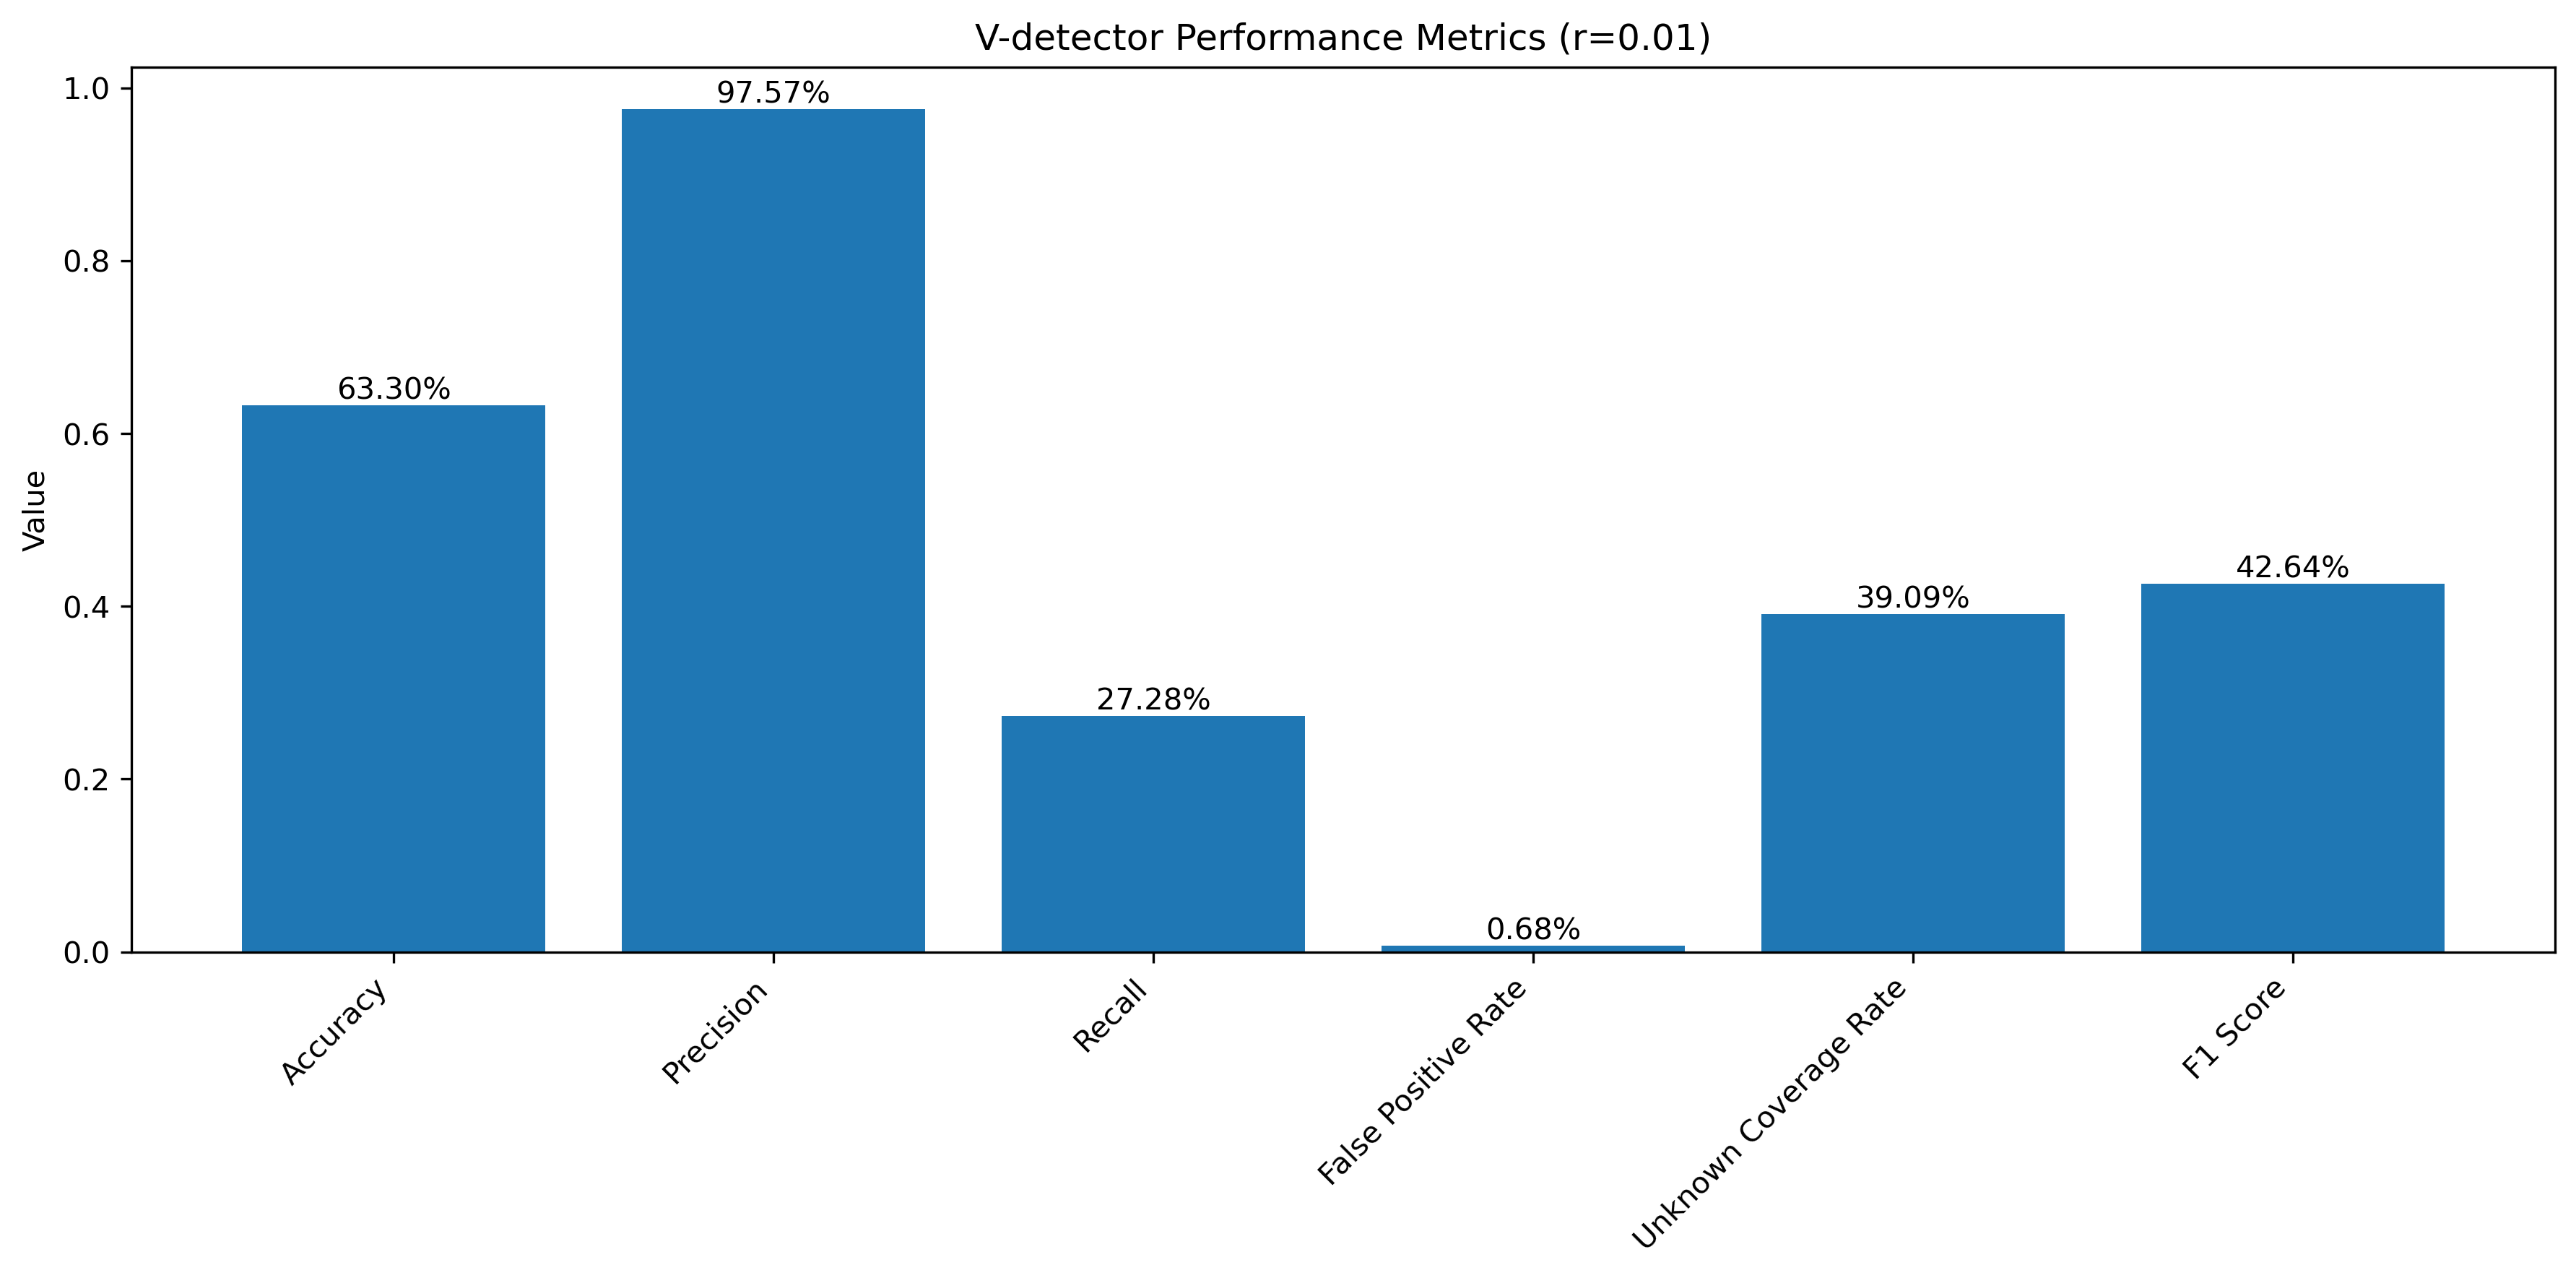 V-detector Performance Metrics (r=0.01)
1.0
0.8
0.6
0.4
0.2
0.0
Value
63.30%
97.57%
27.28%
0.68%
39.09%
42.64%
Accuracy
Precision
Recall
False Positive Rate
Unknown Coverage Rate
F1 Score